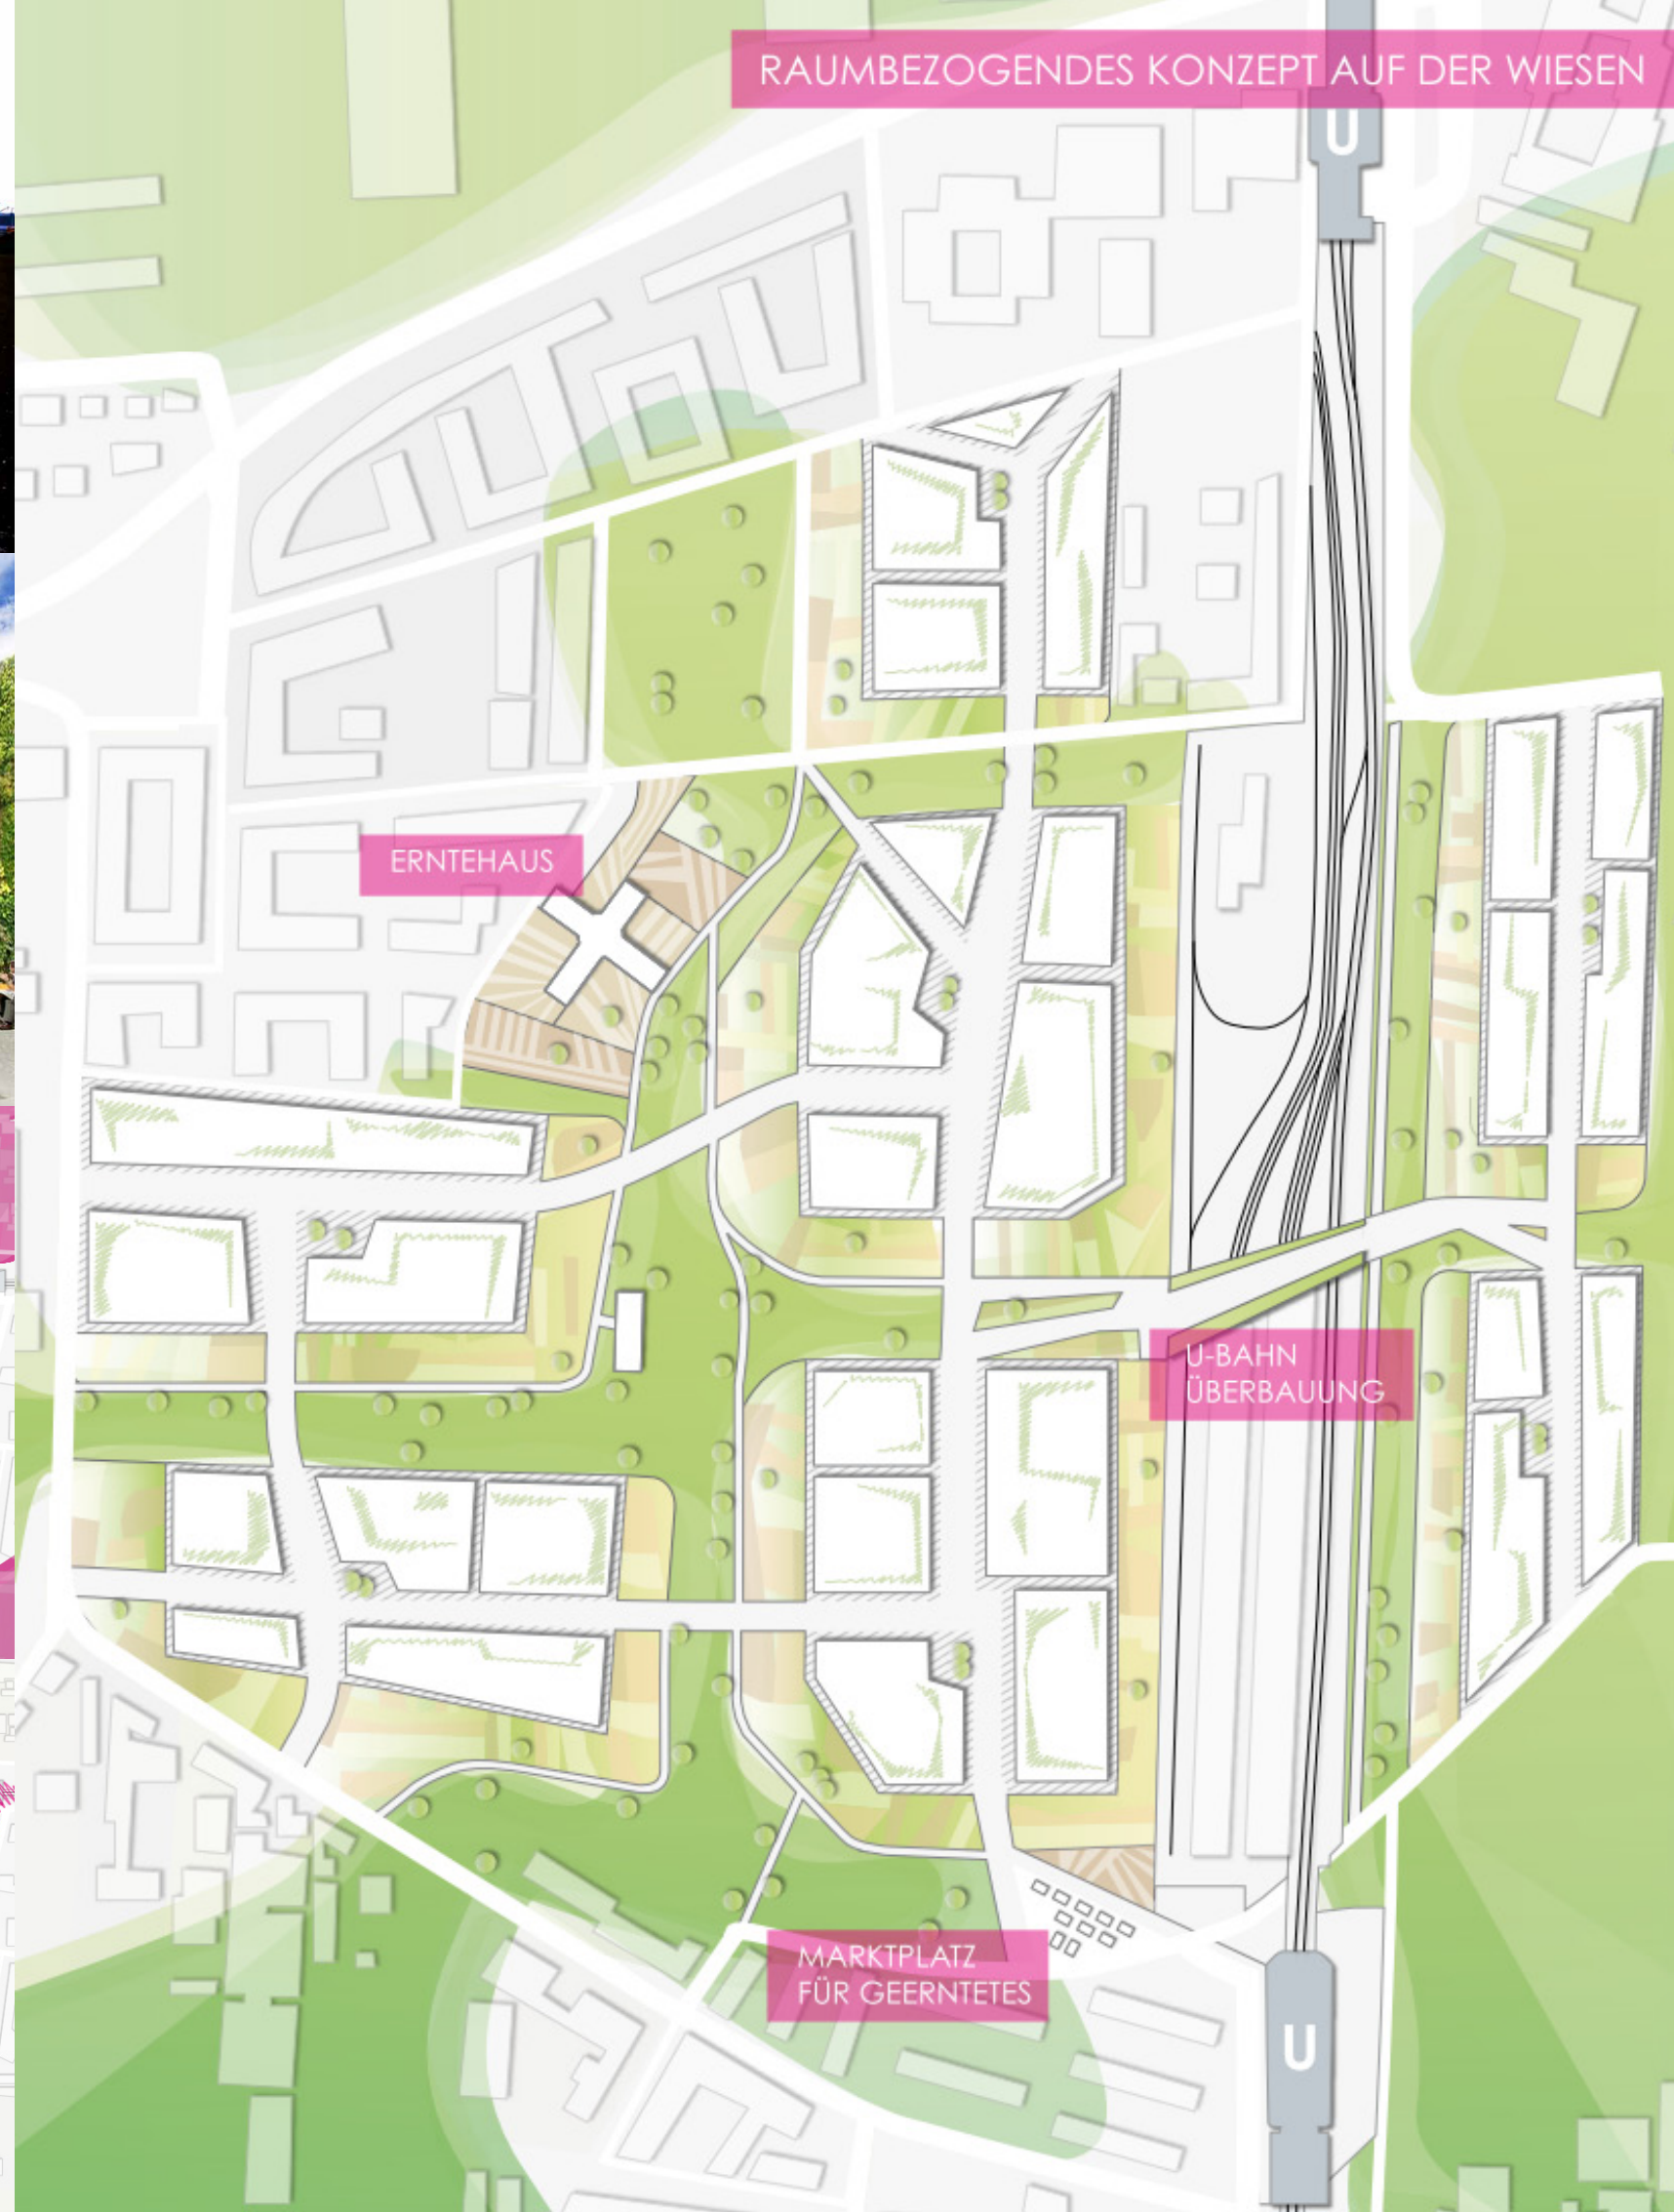 RAUMBEZOGENDES KONZEPT AUF DER WIESEN
U
ERNTEHAUS
U-BAHN
ÜBERBAUUNG
MARKTPLATZ
FÜR GEERNTETES
U